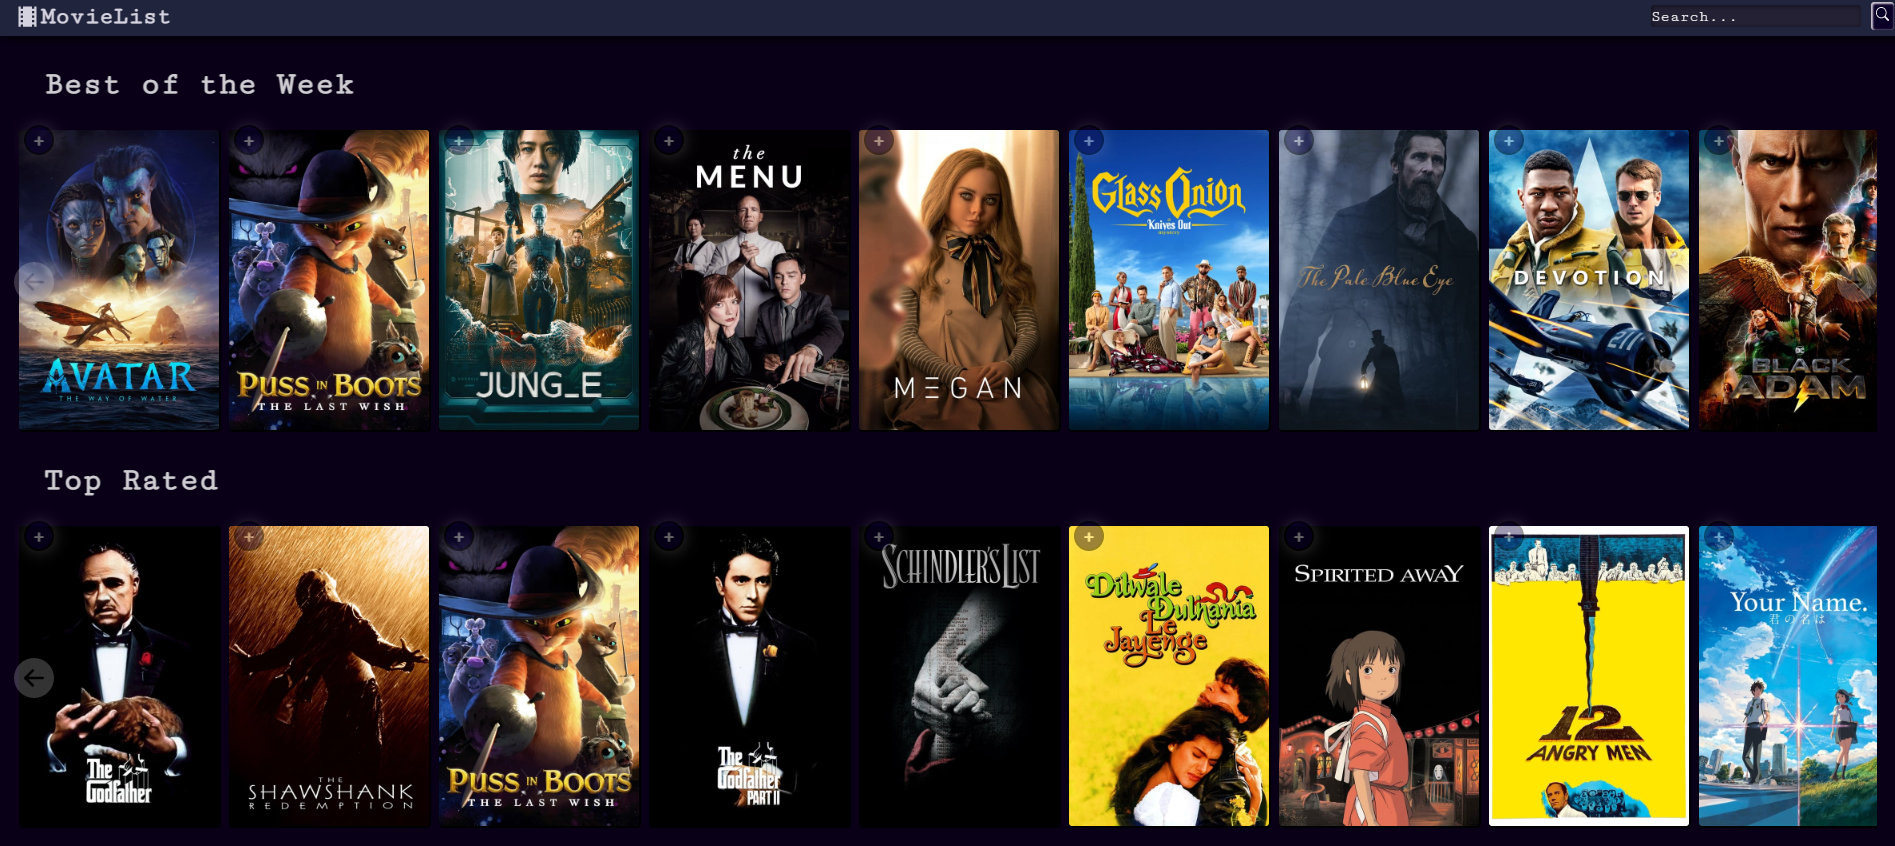 MovieList
Search...
Best of the Week
+
+
+
+
+
+
+
+
+
AVATAR
THE WAY OF WATER
PUSS IN BOOTS
THE LAST WISH
JUNG_E
the
MENU
MΞGAN
Glass Onion
Knives Out
The Pale Blue Eye
DEVOTION
DC
BLACK
ADAM
Top Rated
+
+
+
+
+
+
+
+
+
The
Godfather
THE
SHAWSHANK
REDEMPTION
PUSS IN BOOTS
THE LAST WISH
The
Godfather
PART II
SCHINDLER'S LIST
Dilwale
Dulhania
Le
Jayenge
SPIRITED AWAY
12
ANGRY MEN
Your Name.
君の名は